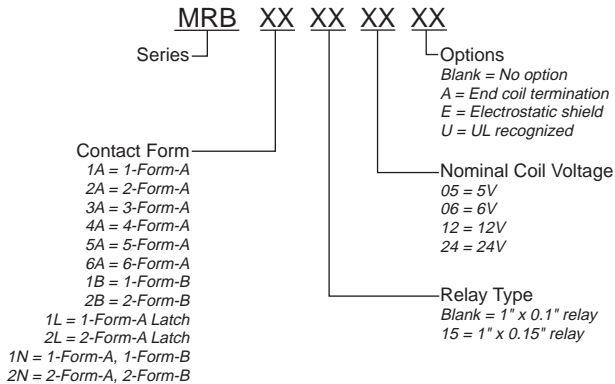 MRB XX XX XX XX
Series
Options
Blank = No option
A = End coil termination
E = Electrostatic shield
U = UL recognized
Contact Form
1A = 1-Form-A
2A = 2-Form-A
3A = 3-Form-A
4A = 4-Form-A
5A = 5-Form-A
6A = 6-Form-A
1B = 1-Form-B
2B = 2-Form-B
1L = 1-Form-A Latch
2L = 2-Form-A Latch
1N = 1-Form-A, 1-Form-B
2N = 2-Form-A, 2-Form-B
Nominal Coil Voltage
05 = 5V
06 = 6V
12 = 12V
24 = 24V
Relay Type
Blank = 1" x 0.1" relay
15 = 1" x 0.15" relay